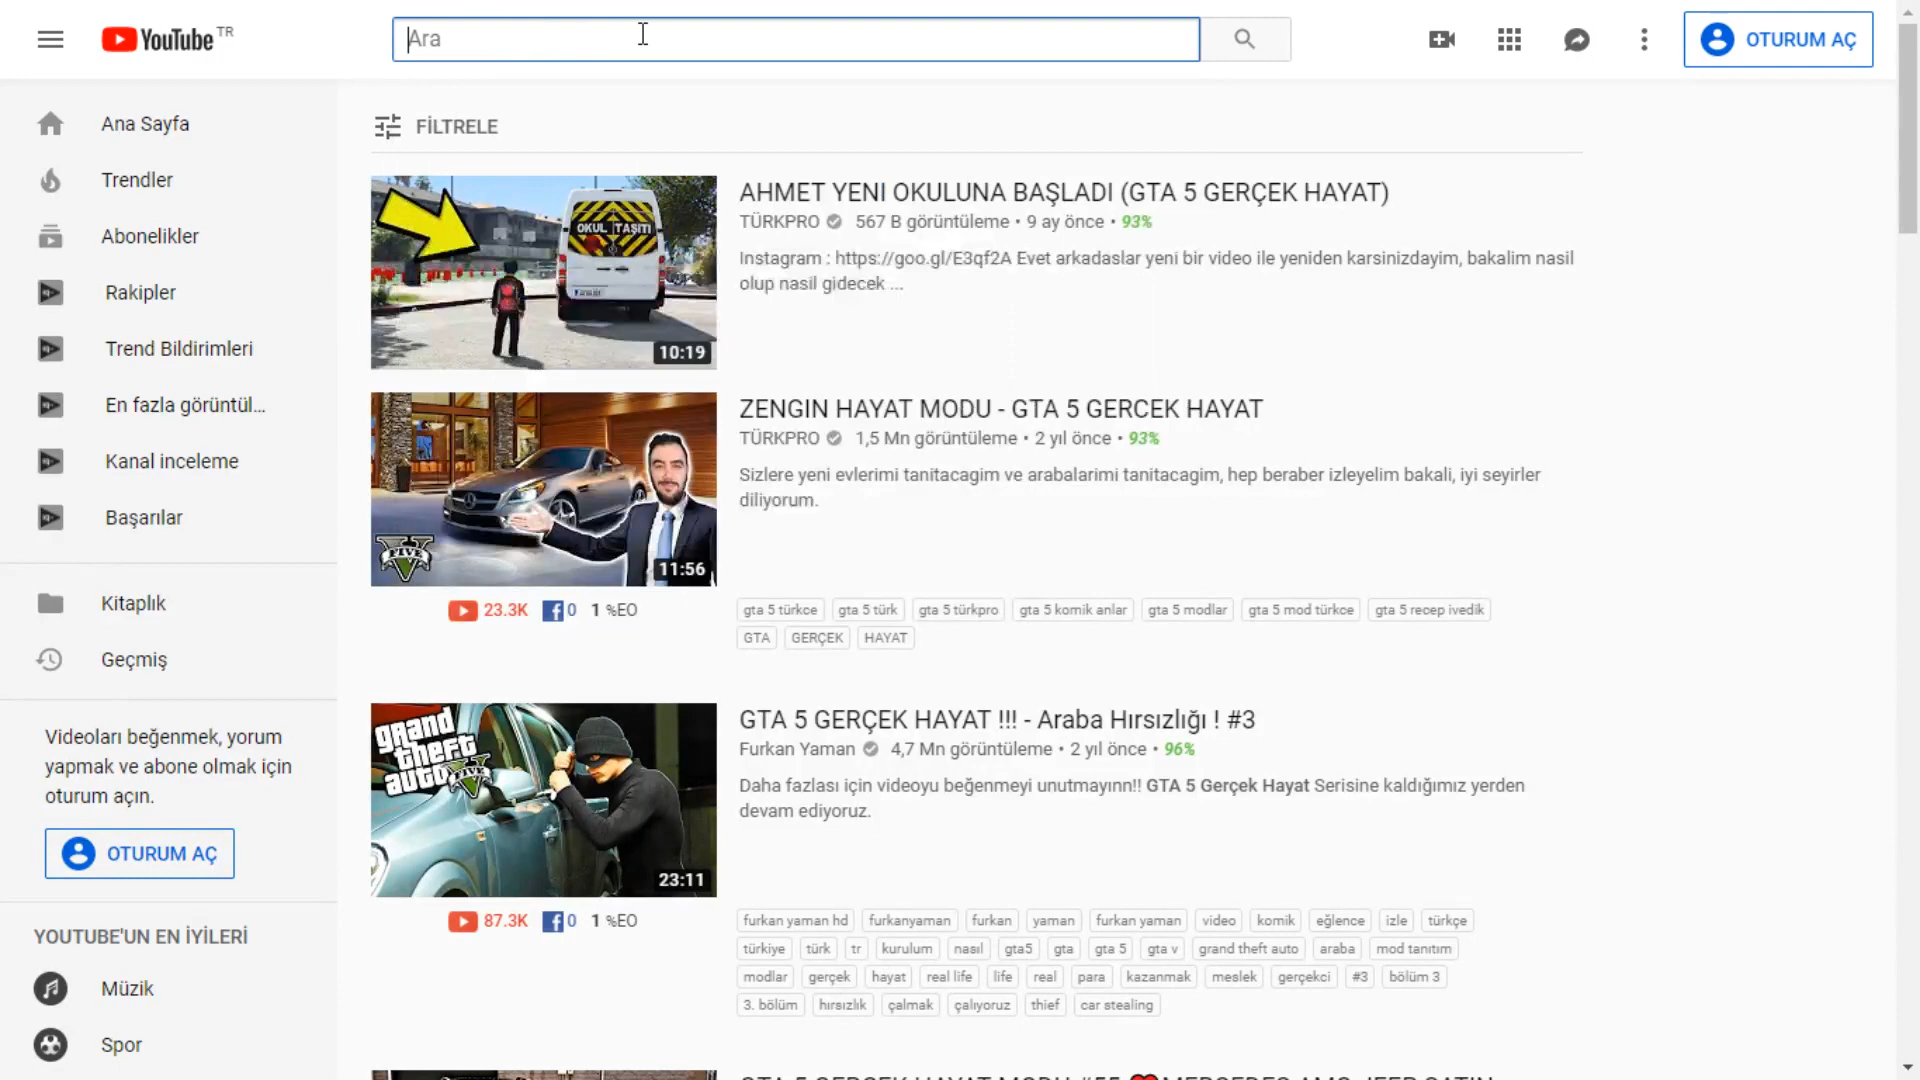 YouTube TR
Ara
OTURUM AÇ
Ana Sayfa
Trendler
Abonelikler
Rakipler
Trend Bildirimleri
En fazla görüntül...
Kanal inceleme
Başarılar
Kitaplık
Geçmiş
Videoları beğenmek, yorum
yapmak ve abone olmak için
oturum açın.
OTURUM AÇ
YOUTUBE'UN EN İYİLERİ
Müzik
Spor
FİLTRELE
OKUL TAŞITI
10:19
AHMET YENI OKULUNA BAŞLADI (GTA 5 GERÇEK HAYAT)
TÜRKPRO 567 B görüntüleme • 9 ay önce • 93%
Instagram : https://goo.gl/E3qf2A Evet arkadaslar yeni bir video ile yeniden karsinizdayim, bakalim nasil
olup nasil gidecek ...
FIVE
11:56
ZENGIN HAYAT MODU - GTA 5 GERCEK HAYAT
TÜRKPRO 1,5 Mn görüntüleme • 2 yıl önce • 93%
Sizlere yeni evlerimi tanitacagim ve arabalarimi tanitacagim, hep beraber izleyelim bakali, iyi seyirler
diliyorum.
23.3K 0 1 %EO
gta 5 türkce gta 5 türk gta 5 türkpro gta 5 komik anlar gta 5 modlar gta 5 mod türkce gta 5 recep ivedik
GTA GERÇEK HAYAT
grand
theft
auto FIVE
23:11
GTA 5 GERÇEK HAYAT !!! - Araba Hırsızlığı ! #3
Furkan Yaman 4,7 Mn görüntüleme • 2 yıl önce • 96%
Daha fazlası için videoyu beğenmeyi unutmayınn!! GTA 5 Gerçek Hayat Serisine kaldığımız yerden
devam ediyoruz.
87.3K 0 1 %EO
furkan yaman hd furkanyaman furkan yaman furkan yaman video komik eğlence izle türkçe
türkiye türk tr kurulum nasıl gta5 gta gta 5 gta v grand theft auto araba mod tanıtım
modlar gerçek hayat real life life real para kazanmak meslek gerçekci #3 bölüm 3
3. bölüm hırsızlık çalmak çalıyoruz thief car stealing